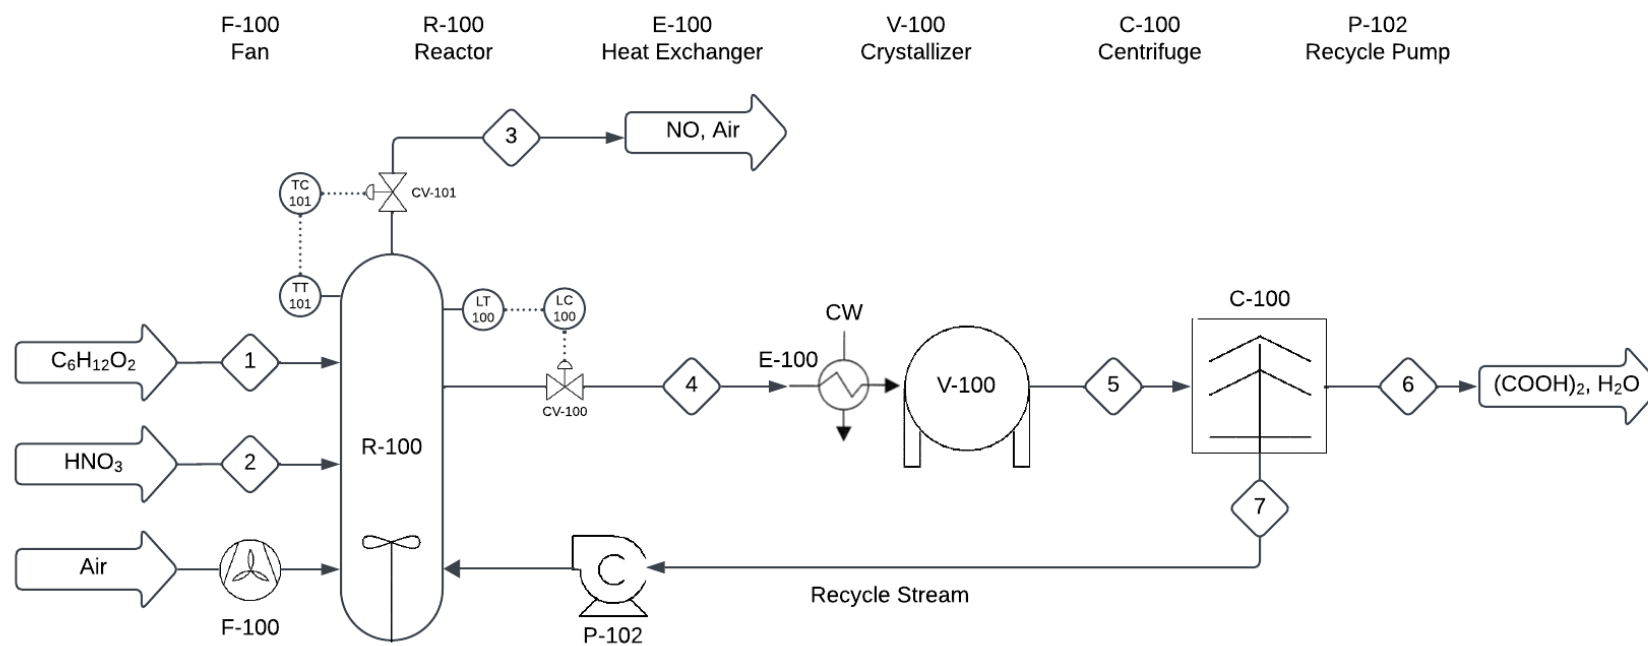 F-100
Fan
R-100
Reactor
E-100
Heat Exchanger
V-100
Crystallizer
C-100
Centrifuge
P-102
Recycle Pump
3
NO, Air
TC
101
CV-101
TT
101
LT
100
LC
100
C₆H₁₂O₂
1
CV-100
4
CW
E-100
V-100
5
C-100
6
(COOH)₂, H₂O
HNO₃
2
R-100
7
Air
F-100
P-102
Recycle Stream